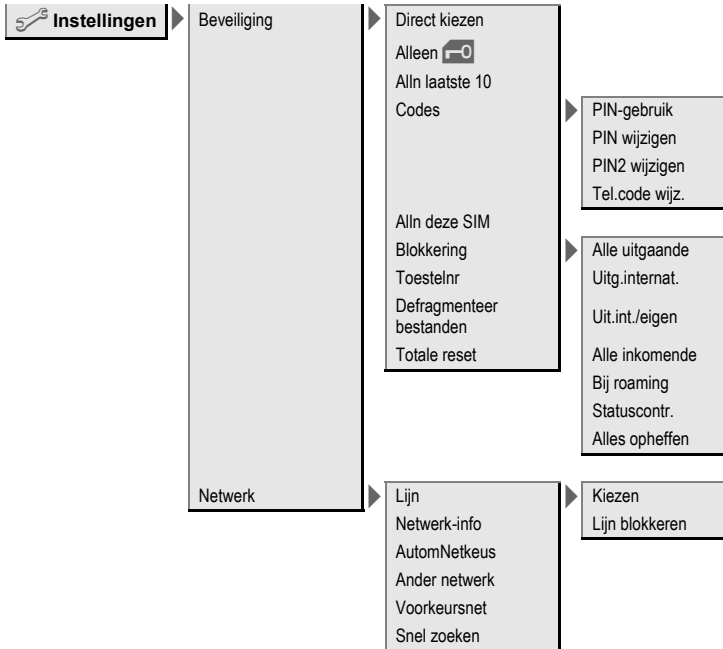 Instellingen
Beveiliging
Direct kiezen
Alleen
Alln laatste 10
Codes
PIN-gebruik
PIN wijzigen
PIN2 wijzigen
Tel.code wijz.
Alln deze SIM
Blokkering
Alle uitgaande
Toestelnr
Uitg.internat.
Defragmenteer
bestanden
Uit.int./eigen
Totale reset
Alle inkomende
Bij roaming
Statuscontr.
Alles opheffen
Netwerk
Lijn
Kiezen
Netwerk-info
Lijn blokkeren
AutomNetkeus
Ander netwerk
Voorkeursnet
Snel zoeken